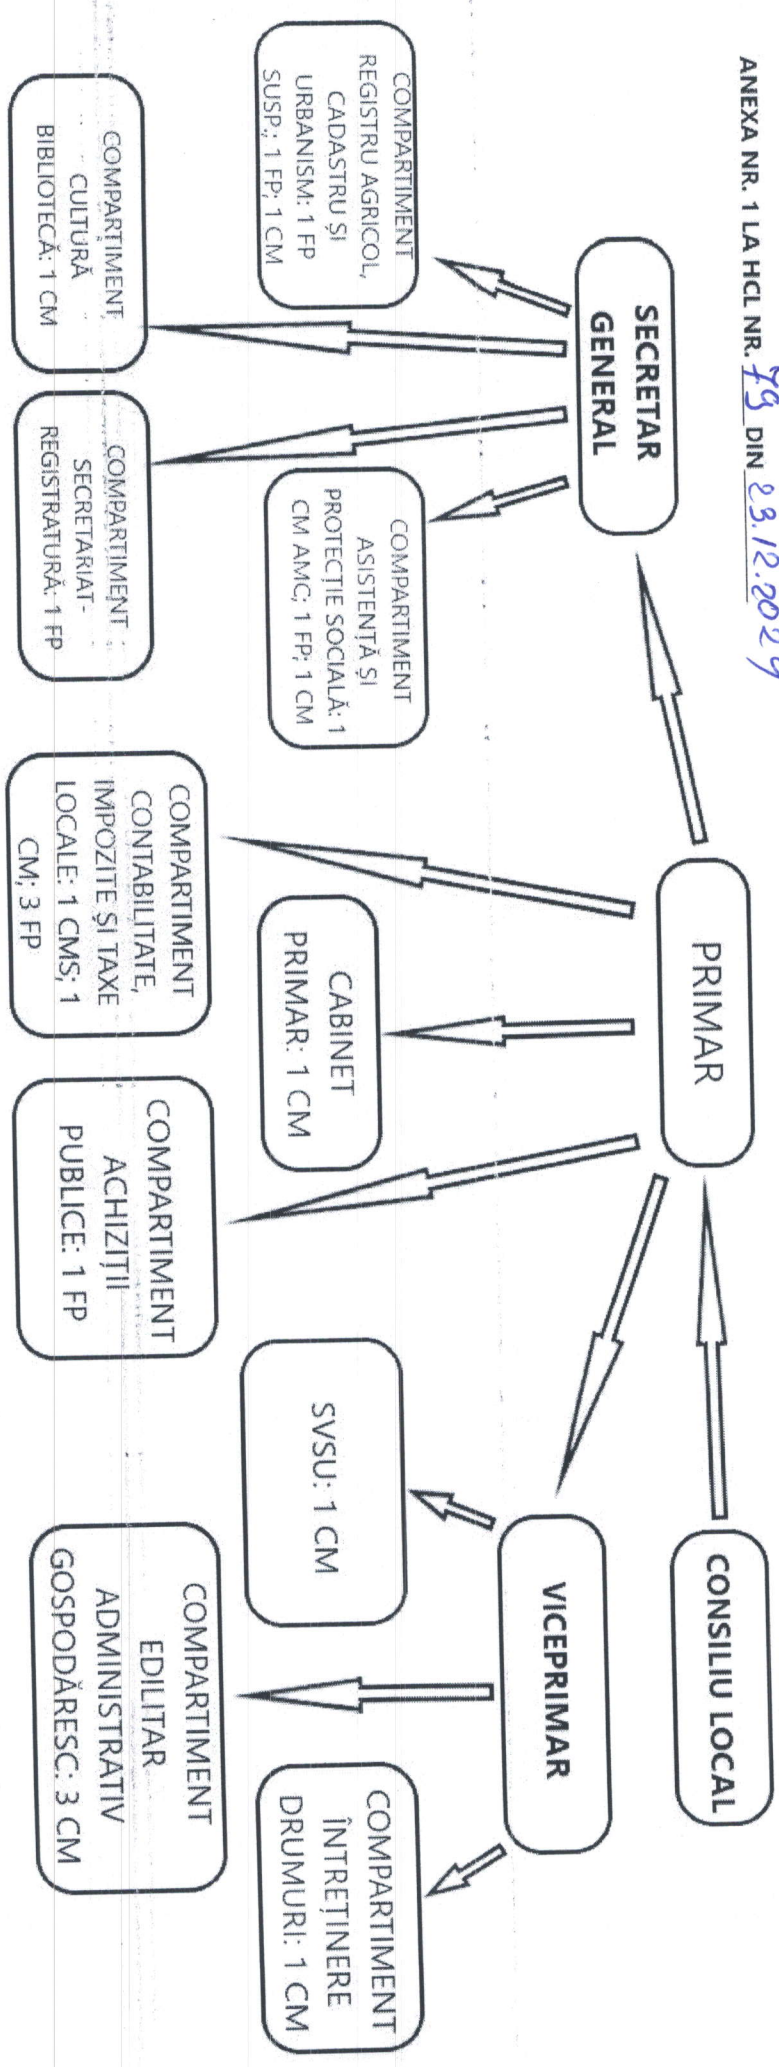 ANEXA NR. 1 LA HCL NR. 79 DIN 23.12.2024
CONSILIU LOCAL
PRIMAR
SECRETAR
GENERAL
VICEPRIMAR
COMPARTIMENT
REGISTRU AGRICOL,
CADASTRU ȘI
URBANISM: 1 FP
SUSP.; 1 FP; 1 CM
COMPARTIMENT
ASISTENȚĂ ȘI
PROTECȚIE SOCIALĂ: 1
CM AMC; 1 FP; 1 CM
CABINET
PRIMAR: 1 CM
SVSU: 1 CM
COMPARTIMENT
ÎNTREȚINERE
DRUMURI: 1 CM
COMPARTIMENT
CULTURĂ
BIBLIOTECĂ: 1 CM
COMPARTIMENT
SECRETARIAT-
REGISTRATURĂ: 1 FP
COMPARTIMENT
CONTABILITATE,
IMPOZITE ȘI TAXE
LOCALE: 1 CMS; 1
CM; 3 FP
COMPARTIMENT
ACHIZIȚII
PUBLICE: 1 FP
COMPARTIMENT
EDILITAR
ADMINISTRATIV
GOSPODĂRESC: 3 CM